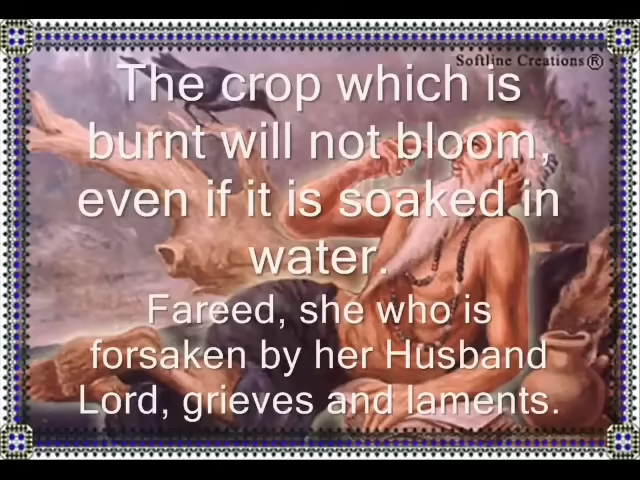 Softline Creations®
The crop which is
burnt will not bloom,
even if it is soaked in
water.
Fareed, she who is
forsaken by her Husband
Lord, grieves and laments.